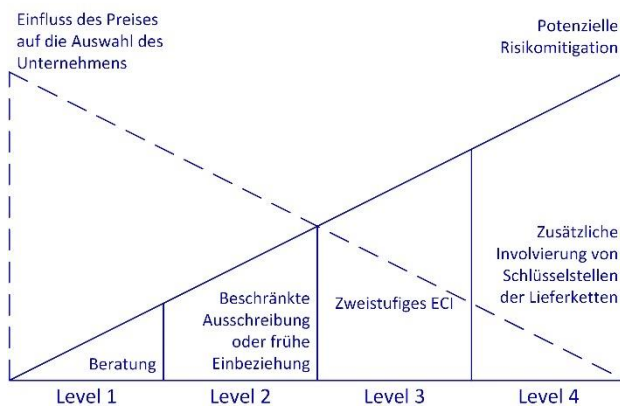 Einfluss des Preises
auf die Auswahl des
Unternehmens
Potenzielle
Risikomitigation
Beratung
Beschränkte
Ausschreibung
oder frühe
Einbeziehung
Zweistufiges ECI
Zusätzliche
Involvierung von
Schlüsselstellen
der Lieferketten
Level 1
Level 2
Level 3
Level 4